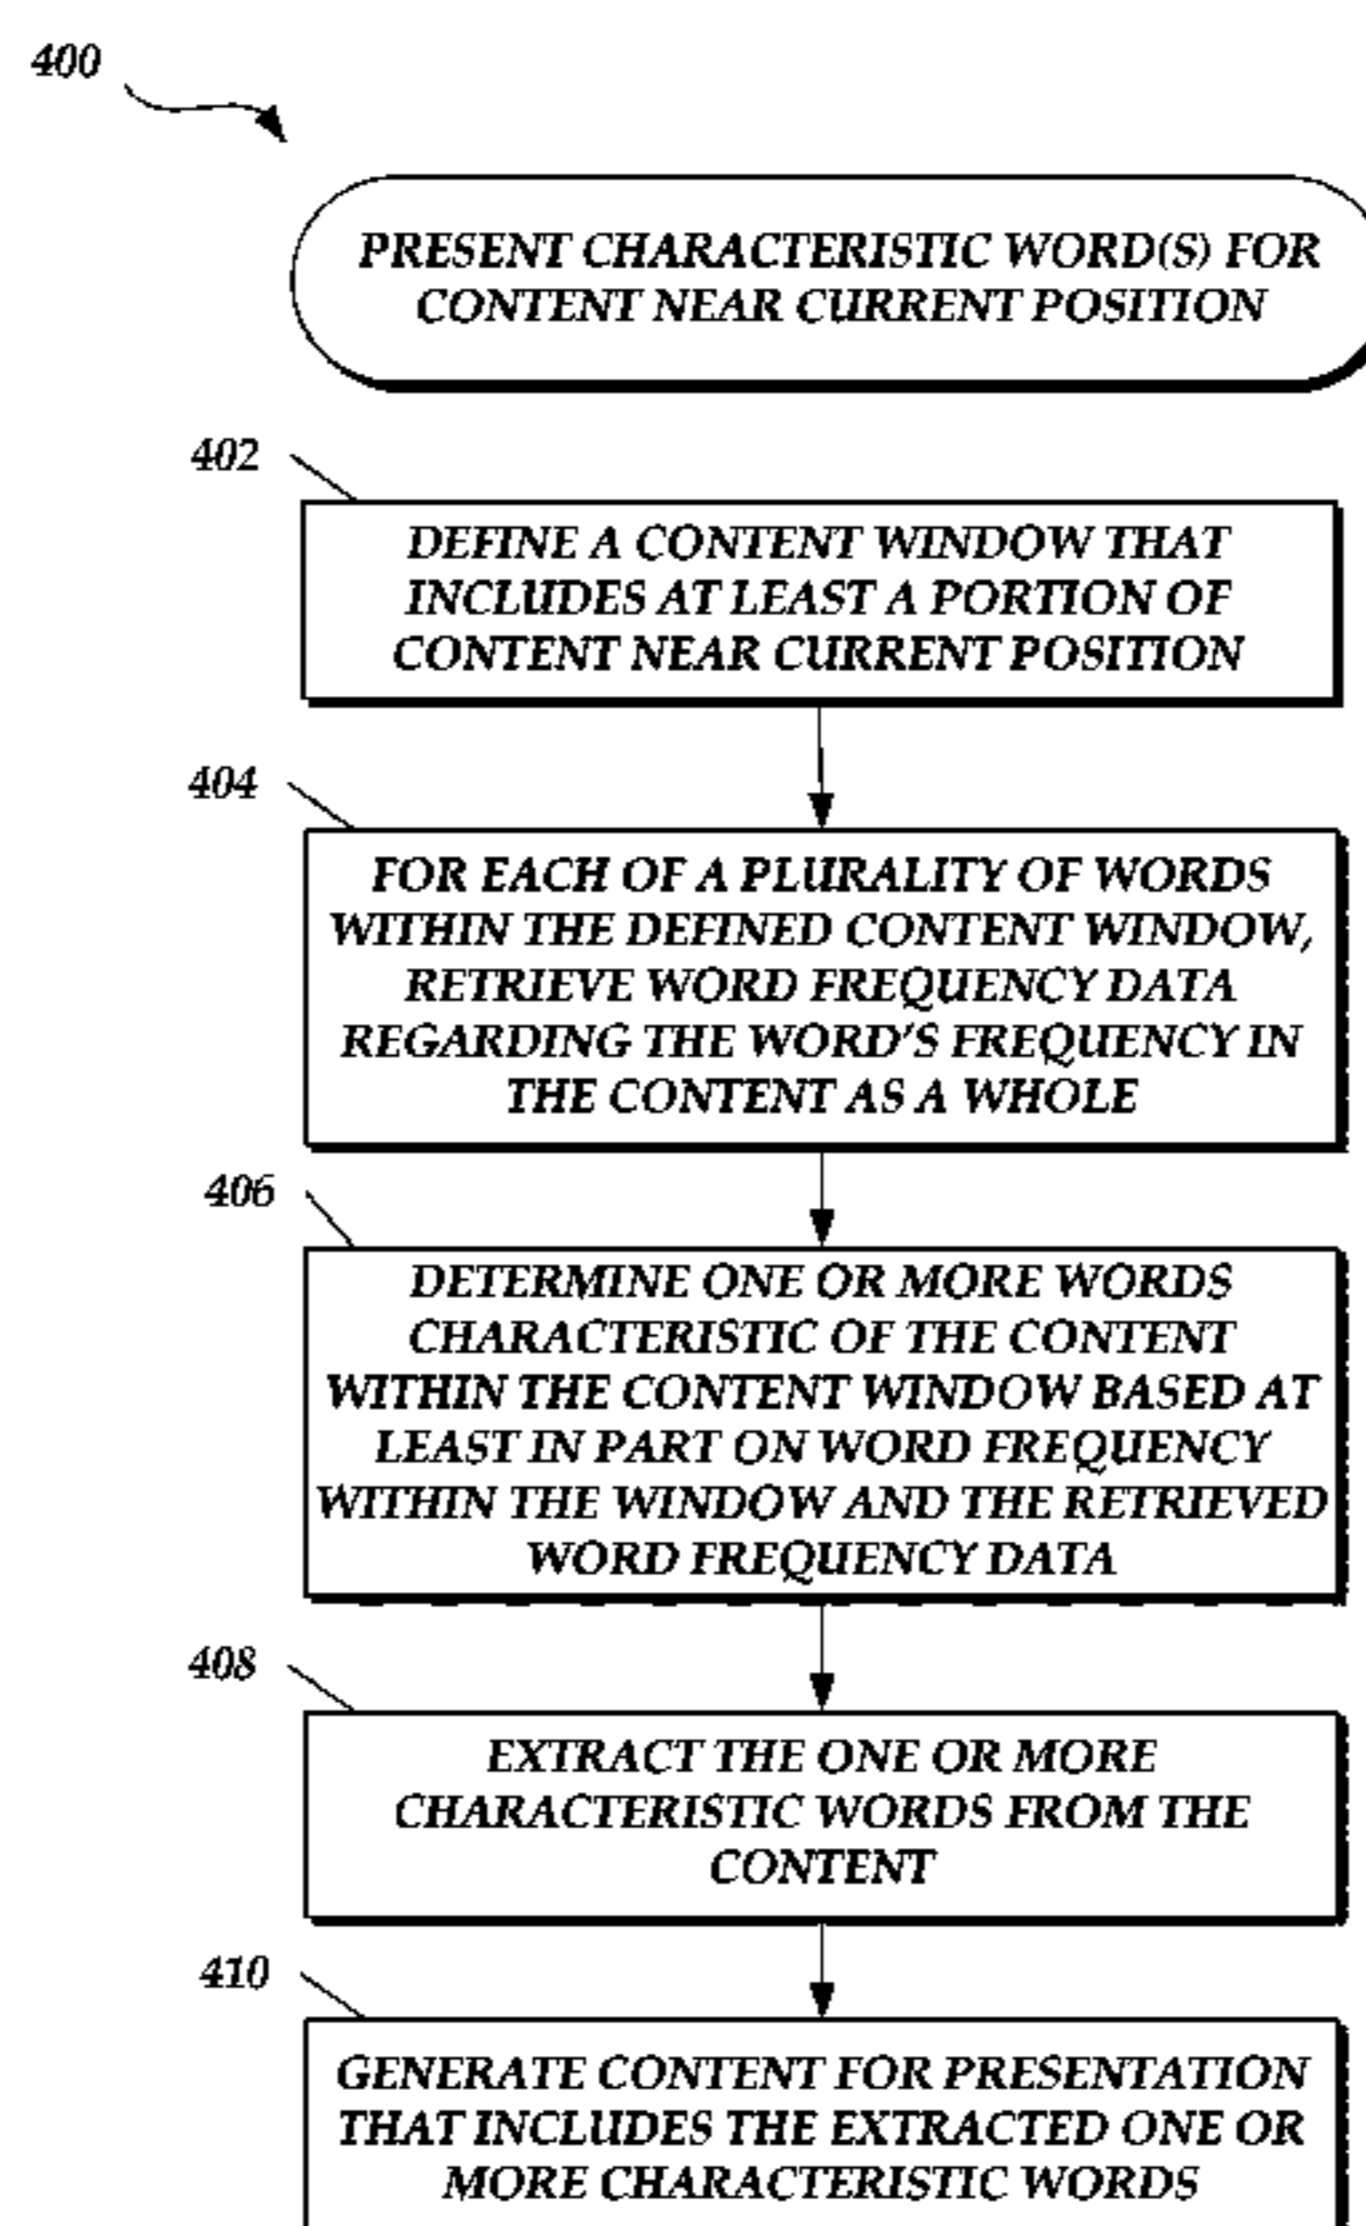 400
PRESENT CHARACTERISTIC WORD(S) FOR
CONTENT NEAR CURRENT POSITION
402
DEFINE A CONTENT WINDOW THAT
INCLUDES AT LEAST A PORTION OF
CONTENT NEAR CURRENT POSITION
404
FOR EACH OF A PLURALITY OF WORDS
WITHIN THE DEFINED CONTENT WINDOW,
RETRIEVE WORD FREQUENCY DATA
REGARDING THE WORD'S FREQUENCY IN
THE CONTENT AS A WHOLE
406
DETERMINE ONE OR MORE WORDS
CHARACTERISTIC OF THE CONTENT
WITHIN THE CONTENT WINDOW BASED AT
LEAST IN PART ON WORD FREQUENCY
WITHIN THE WINDOW AND THE RETRIEVED
WORD FREQUENCY DATA
408
EXTRACT THE ONE OR MORE
CHARACTERISTIC WORDS FROM THE
CONTENT
410
GENERATE CONTENT FOR PRESENTATION
THAT INCLUDES THE EXTRACTED ONE OR
MORE CHARACTERISTIC WORDS